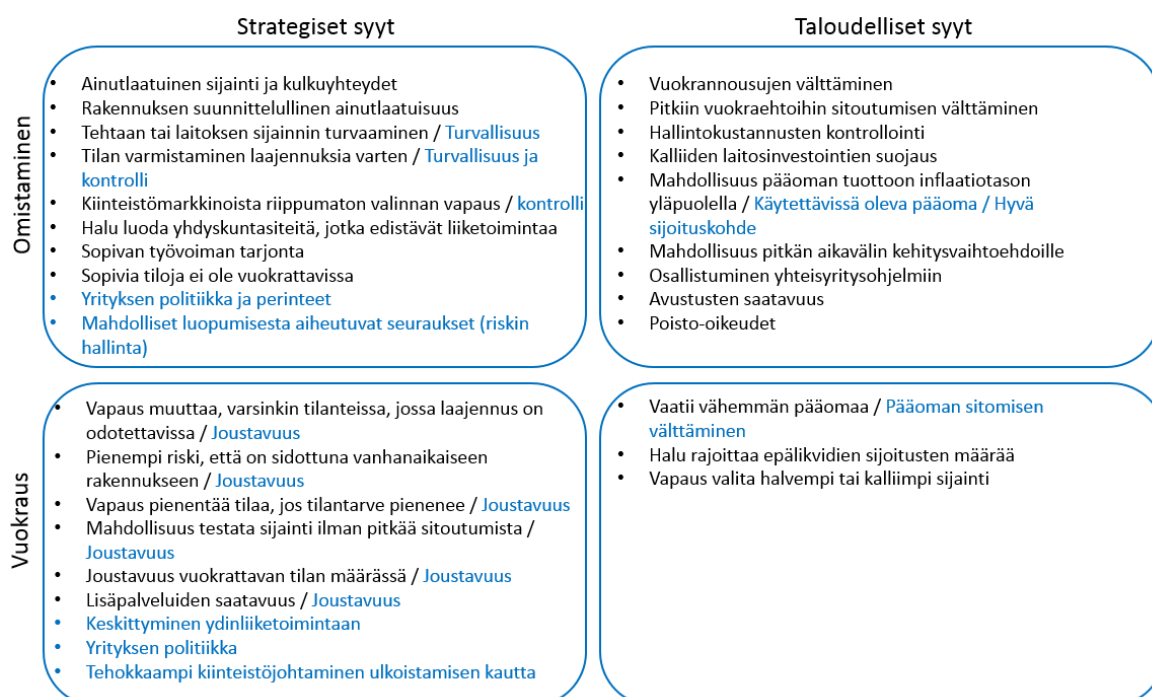 Strategiset syyt
Taloudelliset syyt
Omistaminen
• Ainutlaatuinen sijainti ja kulkuyhteydet
• Rakennuksen suunnittelullinen ainutlaatuisuus
• Tehtaan tai laitoksen sijainnin turvaaminen / Turvallisuus
• Tilan varmistaminen laajennuksia varten / Turvallisuus ja
kontrolli
• Kiinteistömarkkinoista riippumaton valinnan vapaus / kontrolli
• Halu luoda yhdyskuntasiteitä, jotka edistävät liiketoimintaa
• Sopivan työvoiman tarjonta
• Sopivia tiloja ei ole vuokrattavissa
• Yrityksen politiikka ja perinteet
• Mahdolliset luopumisesta aiheutuvat seuraukset (riskin
hallinta)
• Vuokrannousujen välttäminen
• Pitkiin vuokraehtoihin sitoutumisen välttäminen
• Hallintokustannusten kontrollointi
• Kalliiden laitosinvestointien suojaus
• Mahdollisuus pääoman tuottoon inflaatiotason
yläpuolella / Käytettävissä oleva pääoma / Hyvä
sijoituskohde
• Mahdollisuus pitkän aikavälin kehitysvaihtoehdoille
• Osallistuminen yhteisyritysohjelmiin
• Avustusten saatavuus
• Poisto-oikeudet
Vuokraus
• Vapaus muuttaa, varsinkin tilanteissa, jossa laajennus on
odotettavissa / Joustavuus
• Pienempi riski, että on sidottuna vanhanaikaiseen
rakennukseen / Joustavuus
• Vapaus pienentää tilaa, jos tilantarve pienenee / Joustavuus
• Mahdollisuus testata sijainti ilman pitkää sitoutumista /
Joustavuus
• Joustavuus vuokrattavan tilan määrässä / Joustavuus
• Lisäpalveluiden saatavuus / Joustavuus
• Keskittyminen ydinliiketoimintaan
• Yrityksen politiikka
• Tehokkaampi kiinteistöjohtaminen ulkoistamisen kautta
• Vaatii vähemmän pääomaa / Pääoman sitomisen
välttäminen
• Halu rajoittaa epälikvidien sijoitusten määrää
• Vapaus valita halvempi tai kalliimpi sijainti